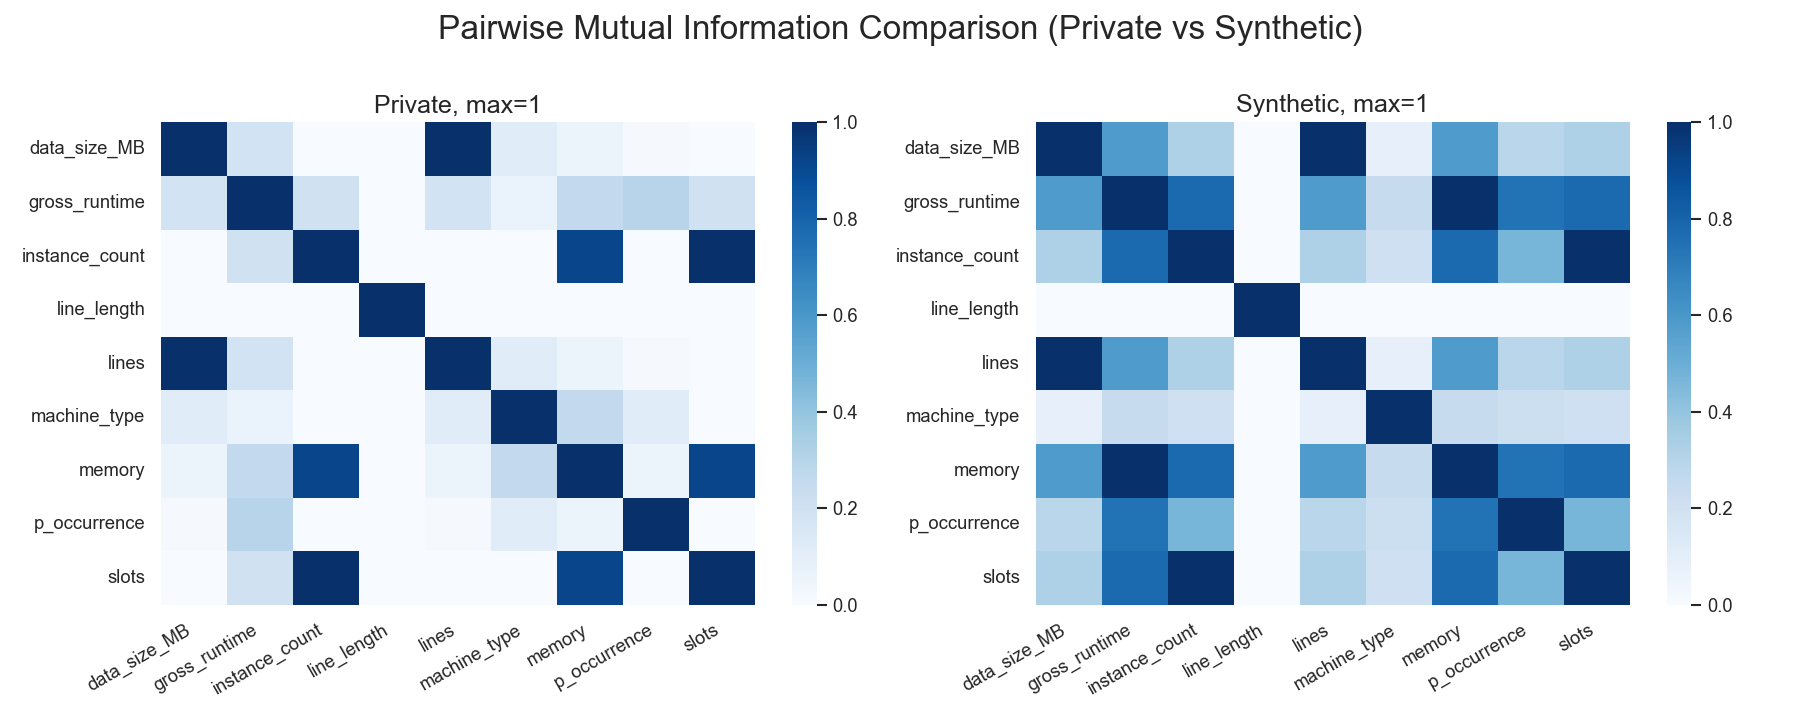 Pairwise Mutual Information Comparison (Private vs Synthetic)
Private, max=1
data_size_MB
gross_runtime
instance_count
line_length
lines
machine_type
memory
p_occurrence
slots
data_size_MB
gross_runtime
instance_count
line_length
lines
machine_type
memory
p_occurrence
slots
1.0
0.8
0.6
0.4
0.2
0.0
Synthetic, max=1
data_size_MB
gross_runtime
instance_count
line_length
lines
machine_type
memory
p_occurrence
slots
data_size_MB
gross_runtime
instance_count
line_length
lines
machine_type
memory
p_occurrence
slots
1.0
0.8
0.6
0.4
0.2
0.0